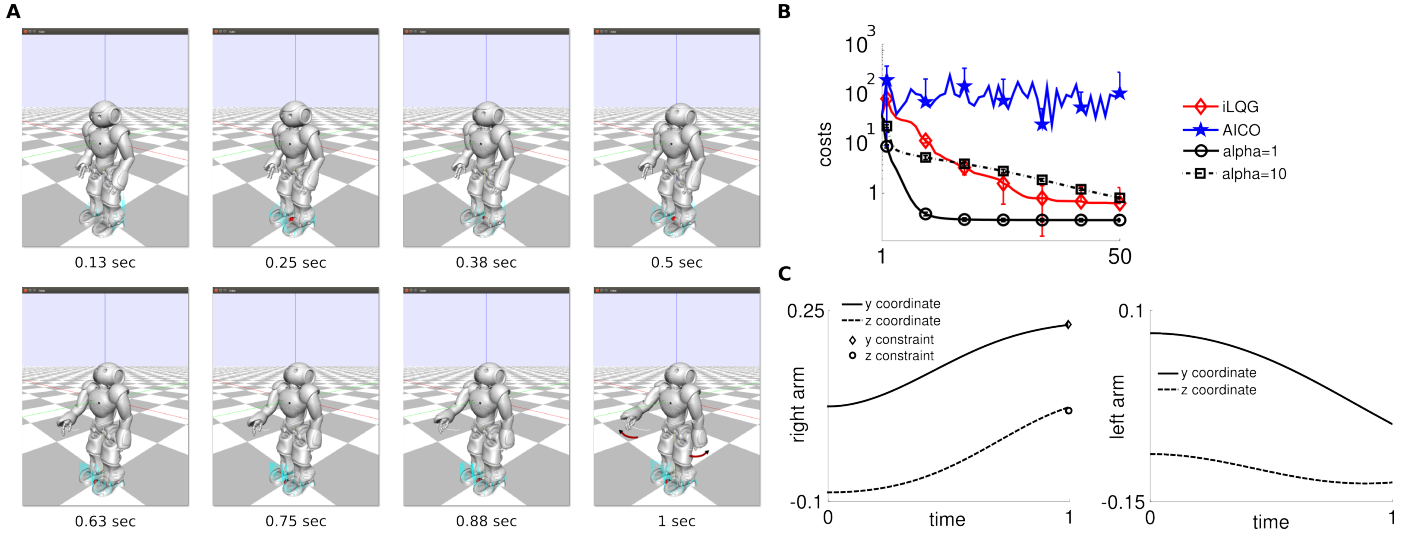 A
0.13 sec
0.25 sec
0.38 sec
0.5 sec
0.63 sec
0.75 sec
0.88 sec
1 sec
B
10^3
10^2
10^1
1
costs
1
50
iLQG
AICO
alpha=1
alpha=10
C
0.25
-0.1
right arm
y coordinate
z coordinate
y constraint
z constraint
0
time
1
0.1
-0.15
left arm
y coordinate
z coordinate
0
time
1